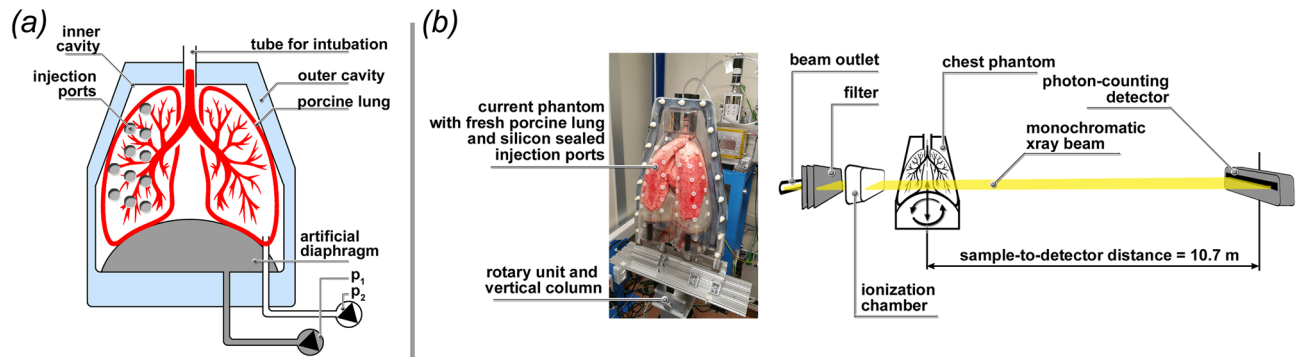 (a)
inner
cavity
injection
ports
tube for intubation
outer cavity
porcine lung
artificial
diaphragm
p1
p2
(b)
current phantom
with fresh porcine lung
and silicon sealed
injection ports
rotary unit and
vertical column
beam outlet
filter
chest phantom
photon-counting
detector
monochromatic
xray beam
sample-to-detector distance = 10.7 m
ionization
chamber